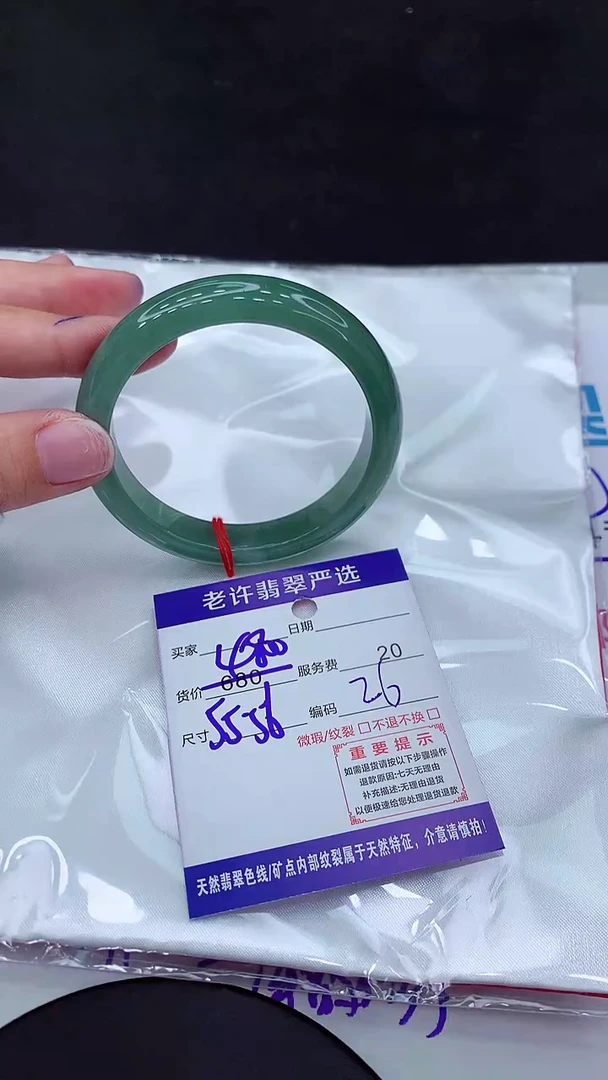 老许翡翠严选
买家 日期
货价 680 服务费 20
尺寸 55-56 编码 26
微瑕/纹裂 □ 不退不换 □
重要提示
如需退货请按以下步骤操作
退款原因:七天无理由
补充描述:无理由退货
以便极速给您处理退货退款
天然翡翠色线/矿点内部纹裂属于天然特征，介意请慎拍！